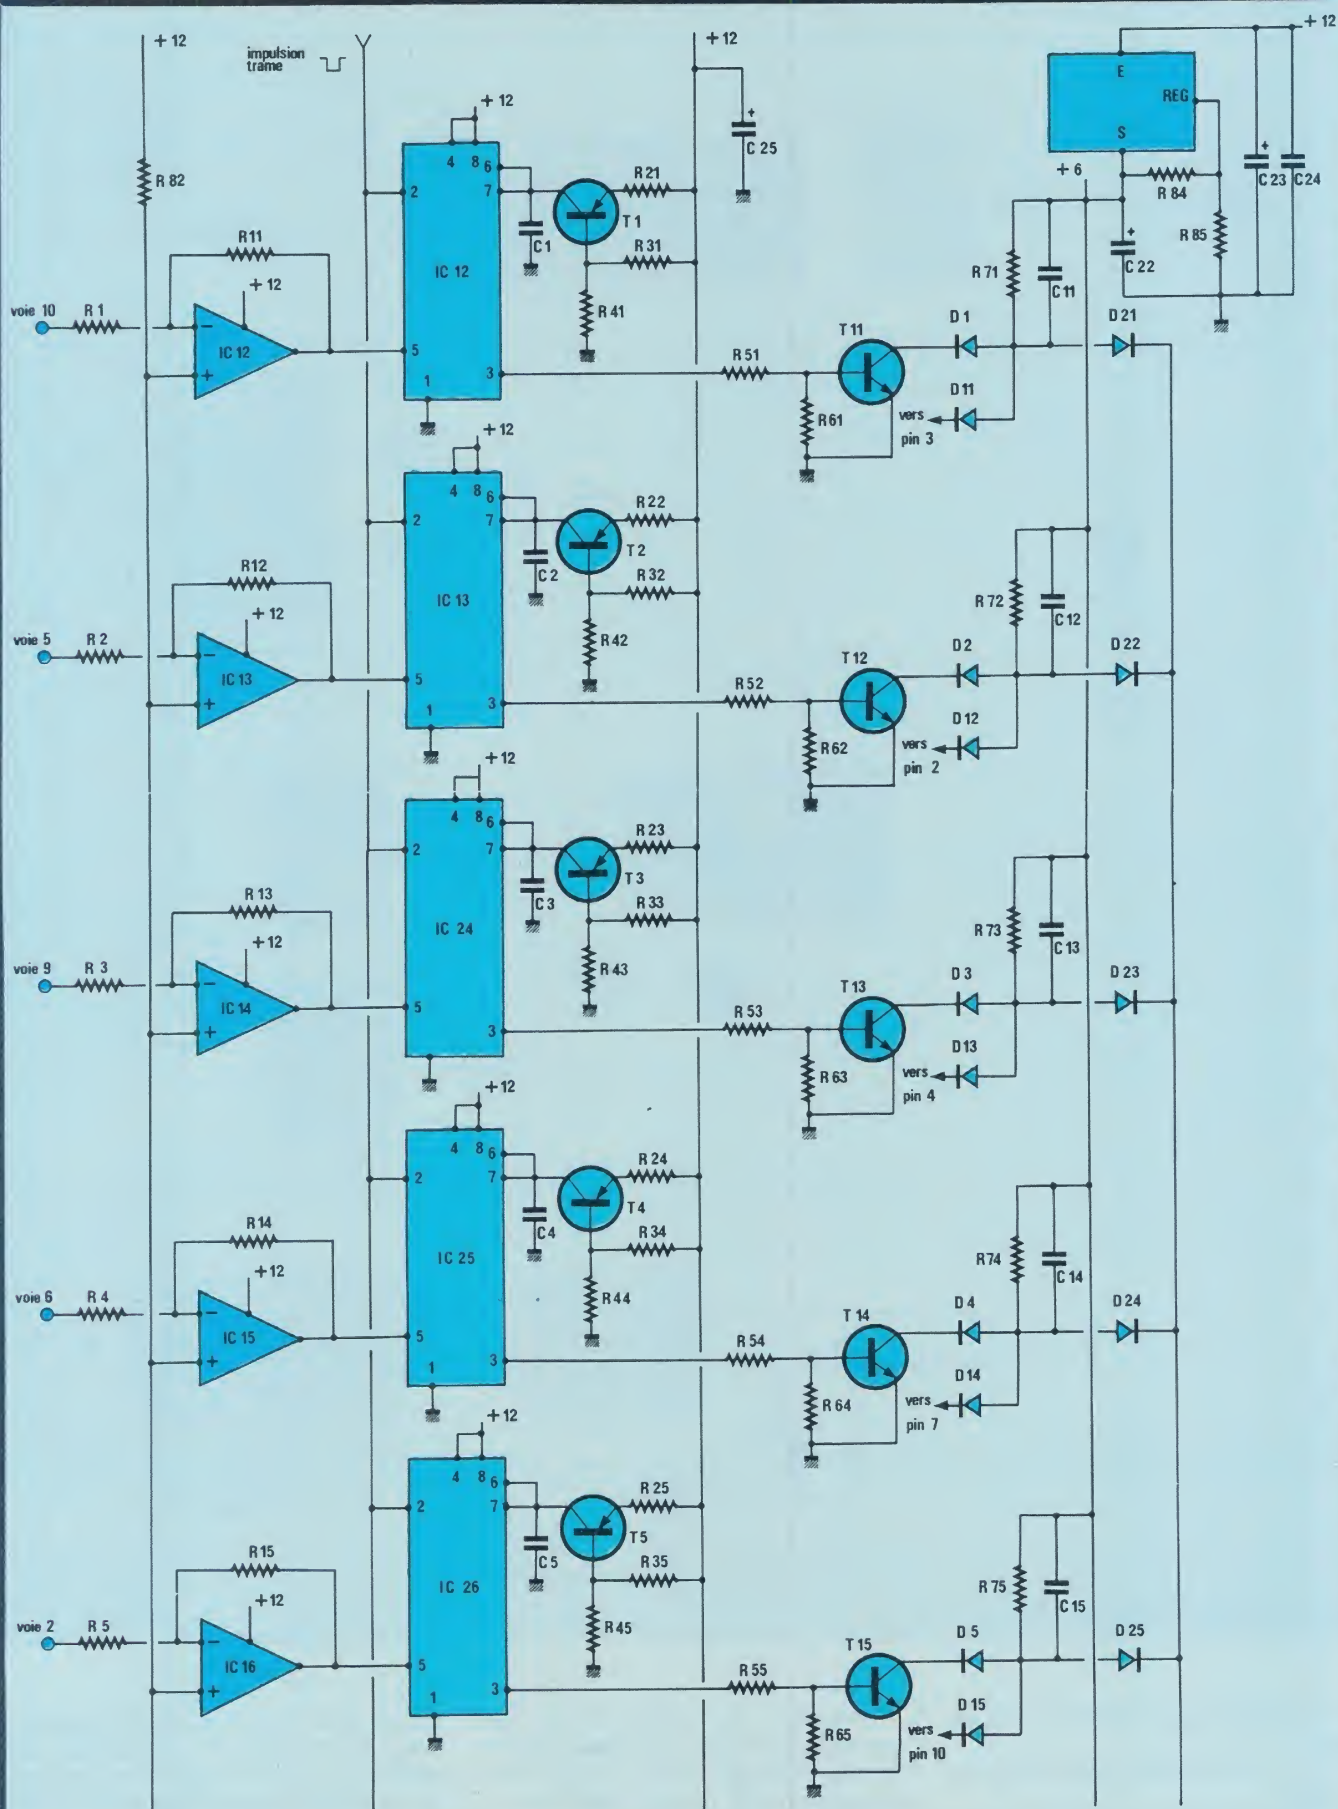 + 12
impulsion
trame
+ 12
+ 12
+ 12
E
REG
S
C 25
R 82
4 8
6
7
2
R 21
T 1
C 1
R 31
R 41
IC 12
5
1
3
R11
+ 12
voie 10
R 1
−
IC 12
+
R 51
R 61
T 11
vers
pin 3
D 1
D 11
R 71
C 11
+ 6
R 84
R 85
C 22
+
C 23
+
C 24
D 21
+ 12
4 8
6
7
2
R 22
T 2
C 2
R 32
R 42
IC 13
5
1
3
R12
+ 12
voie 5
R 2
−
IC 13
+
R 52
R 62
T 12
vers
pin 2
D 2
D 12
R 72
C 12
D 22
+ 12
4 8
6
7
2
R 23
T 3
C 3
R 33
R 43
IC 24
5
3
R 13
+ 12
voie 9
R 3
−
IC 14
+
R 53
R 63
T 13
vers
pin 4
D 3
D 13
R 73
C 13
D 23
+ 12
4 8
6
7
2
R 24
T 4
C 4
R 34
R 44
IC 25
5
1
3
R 14
+ 12
voie 6
R 4
−
IC 15
+
R 54
R 64
T 14
vers
pin 7
D 4
D 14
R 74
C 14
D 24
+ 12
4 8
6
7
2
R 25
T 5
C 5
R 35
R 45
IC 26
5
1
3
R 15
+ 12
voie 2
R 5
−
IC 16
+
R 55
R 65
T 15
vers
pin 10
D 5
D 15
R 75
C 15
D 25